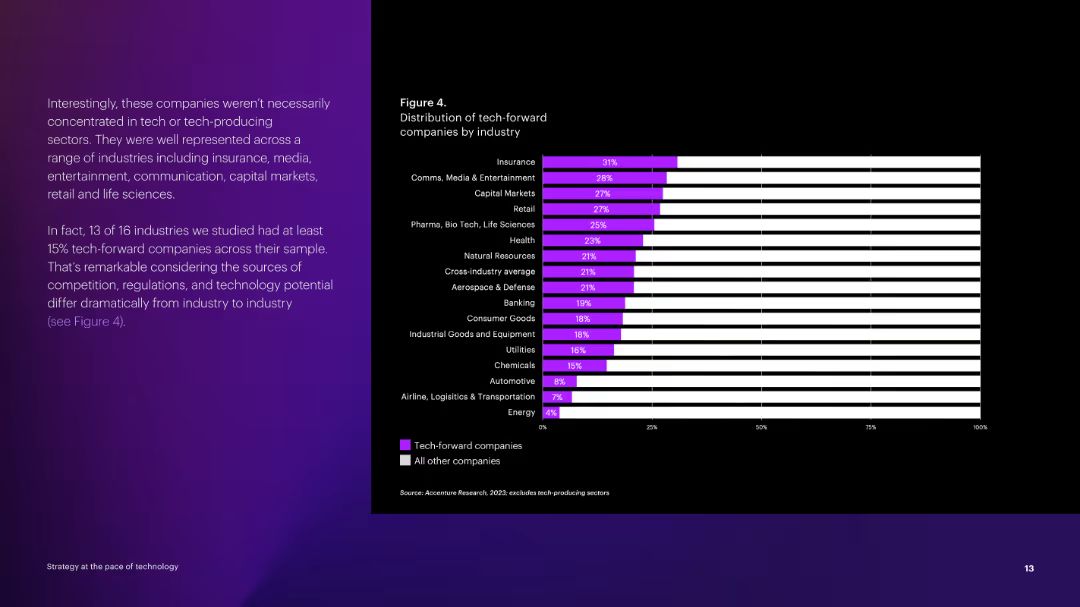 Interestingly, these companies weren't necessarily
concentrated in tech or tech-producing
sectors. They were well represented across a
range of industries including insurance, media,
entertainment, communication, capital markets,
retail and life sciences.
In fact, 13 of 16 industries we studied had at least
15% tech-forward companies across their sample.
That's remarkable considering the sources of
competition, regulations, and technology potential
differ dramatically from industry to industry
(see Figure 4).
Figure 4.
Distribution of tech-forward
companies by industry
Insurance 31%
Comms, Media & Entertainment 28%
Capital Markets 27%
Retail 27%
Pharma, Bio Tech, Life Sciences 25%
Health 23%
Natural Resources 21%
Cross-industry average 21%
Aerospace & Defense 21%
Banking 19%
Consumer Goods 18%
Industrial Goods and Equipment 18%
Utilities 16%
Chemicals 15%
Automotive 8%
Airline, Logisitics & Transportation 7%
Energy 4%
0% 25% 50% 75% 100%
Tech-forward companies
All other companies
Source: Accenture Research, 2023; excludes tech-producing sectors
Strategy at the pace of technology
13